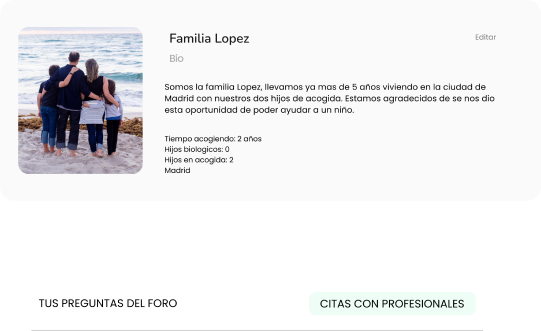 Familia Lopez
Editar
Bio
Somos la familia Lopez, llevamos ya mas de 5 años viviendo en la ciudad de
Madrid con nuestros dos hijos de acogida. Estamos agradecidos de se nos dio
esta oportunidad de poder ayudar a un niño.
Tiempo acogiendo: 2 años
Hijos biologicos: 0
Hijos en acogida: 2
Madrid
TUS PREGUNTAS DEL FORO
CITAS CON PROFESIONALES